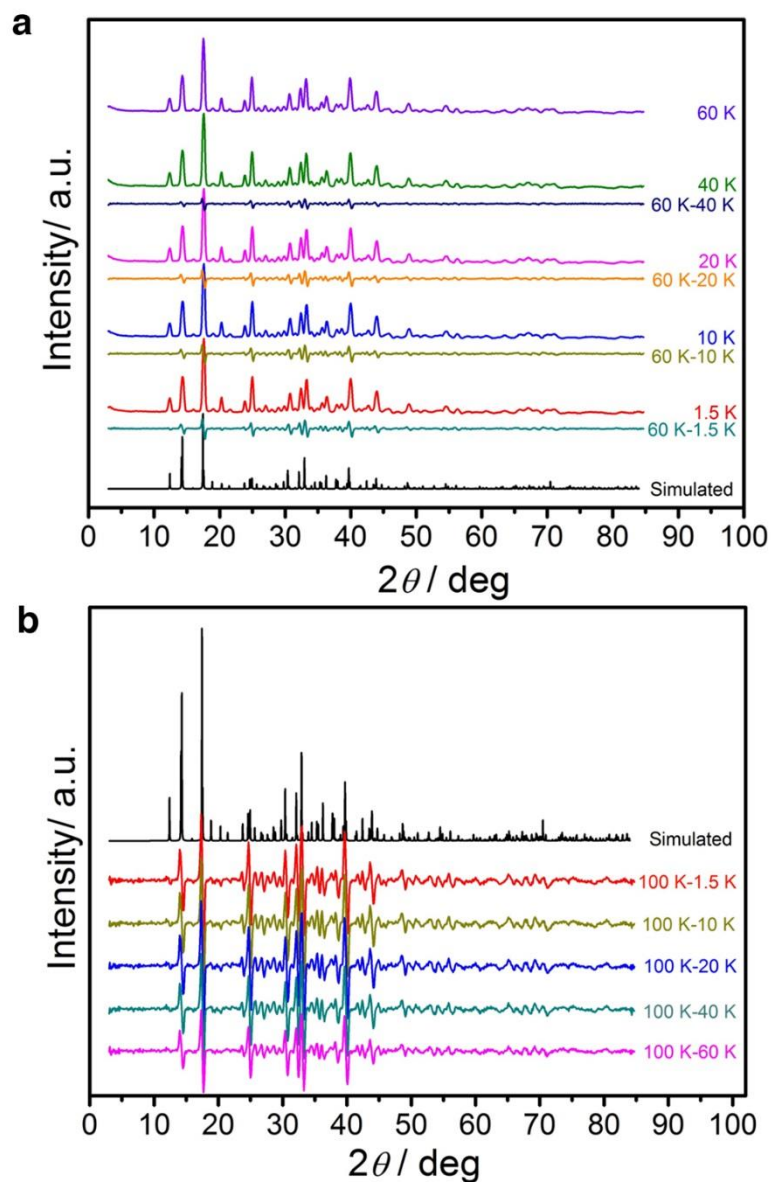 a
Intensity/ a.u.
60 K
40 K
60 K-40 K
20 K
60 K-20 K
10 K
60 K-10 K
1.5 K
60 K-1.5 K
Simulated
0 10 20 30 40 50 60 70 80 90 100
2θ / deg
b
Intensity/ a.u.
Simulated
100 K-1.5 K
100 K-10 K
100 K-20 K
100 K-40 K
100 K-60 K
0 10 20 30 40 50 60 70 80 90 100
2θ / deg